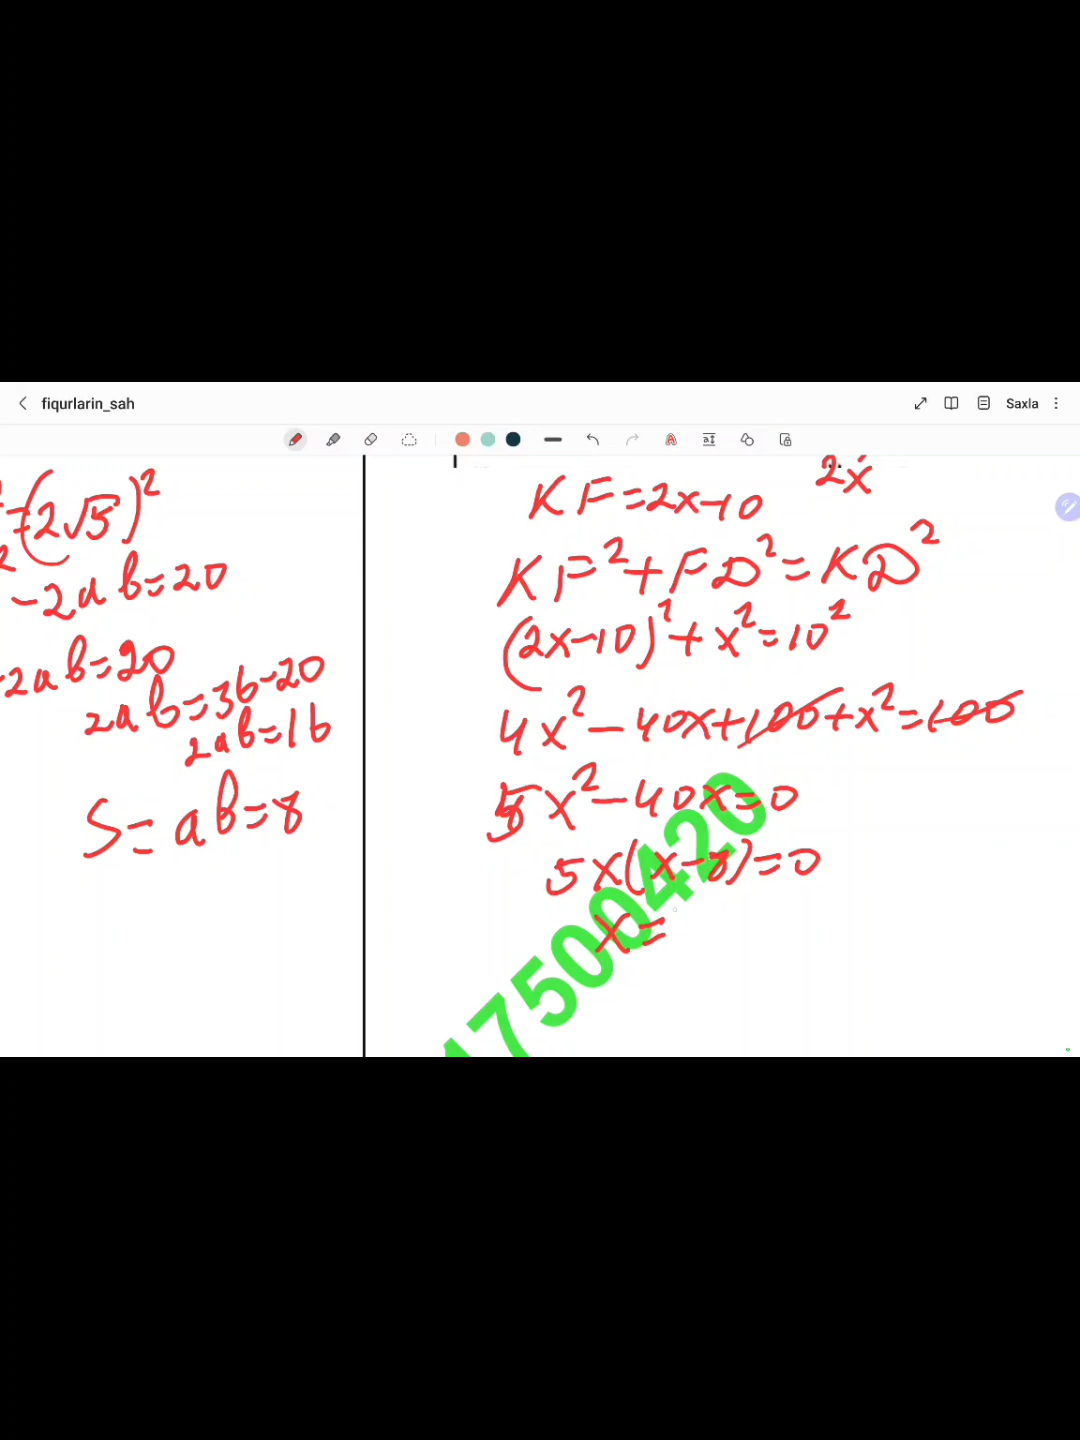 fiqurlarin_sah
Saxla
=(2√5)²
-2ab=20
-2ab=20
2ab=36-20
2ab=16
S=ab=8
2x
KF=2x-10
KF²+FD²=KD²
(2x-10)²+x²=10²
4x²-40x+100+x²=100
5x²-40x=0
5x(x-8)=0
x=
7500420